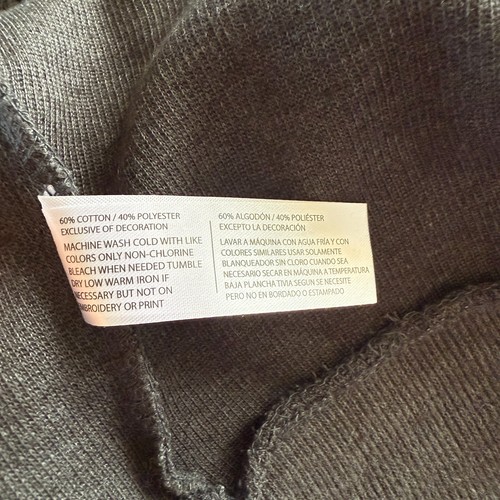 60% COTTON / 40% POLYESTER
EXCLUSIVE OF DECORATION
MACHINE WASH COLD WITH LIKE
COLORS ONLY NON-CHLORINE
BLEACH WHEN NEEDED TUMBLE
DRY LOW WARM IRON IF
NECESSARY BUT NOT ON
EMBROIDERY OR PRINT
60% ALGODÓN / 40% POLIÉSTER
EXCEPTO LA DECORACIÓN
LAVAR A MÁQUINA CON AGUA FRÍA Y CON
COLORES SIMILARES USAR SOLAMENTE
BLANQUEADOR SIN CLORO CUANDO SEA
NECESARIO SECAR EN MÁQUINA A TEMPERATURA
BAJA PLANCHA TIVIA SEGUN SE NECESITE
PERO NO EN BORDADO O ESTAMPADO